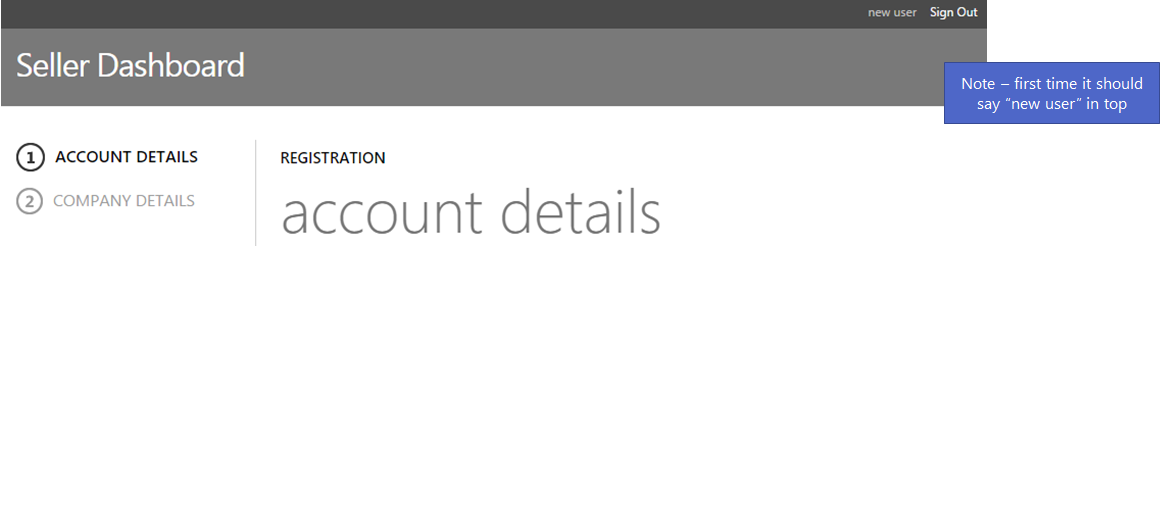 new user Sign Out
Seller Dashboard
Note – first time it should
say “new user” in top
1 ACCOUNT DETAILS
2 COMPANY DETAILS
REGISTRATION
account details